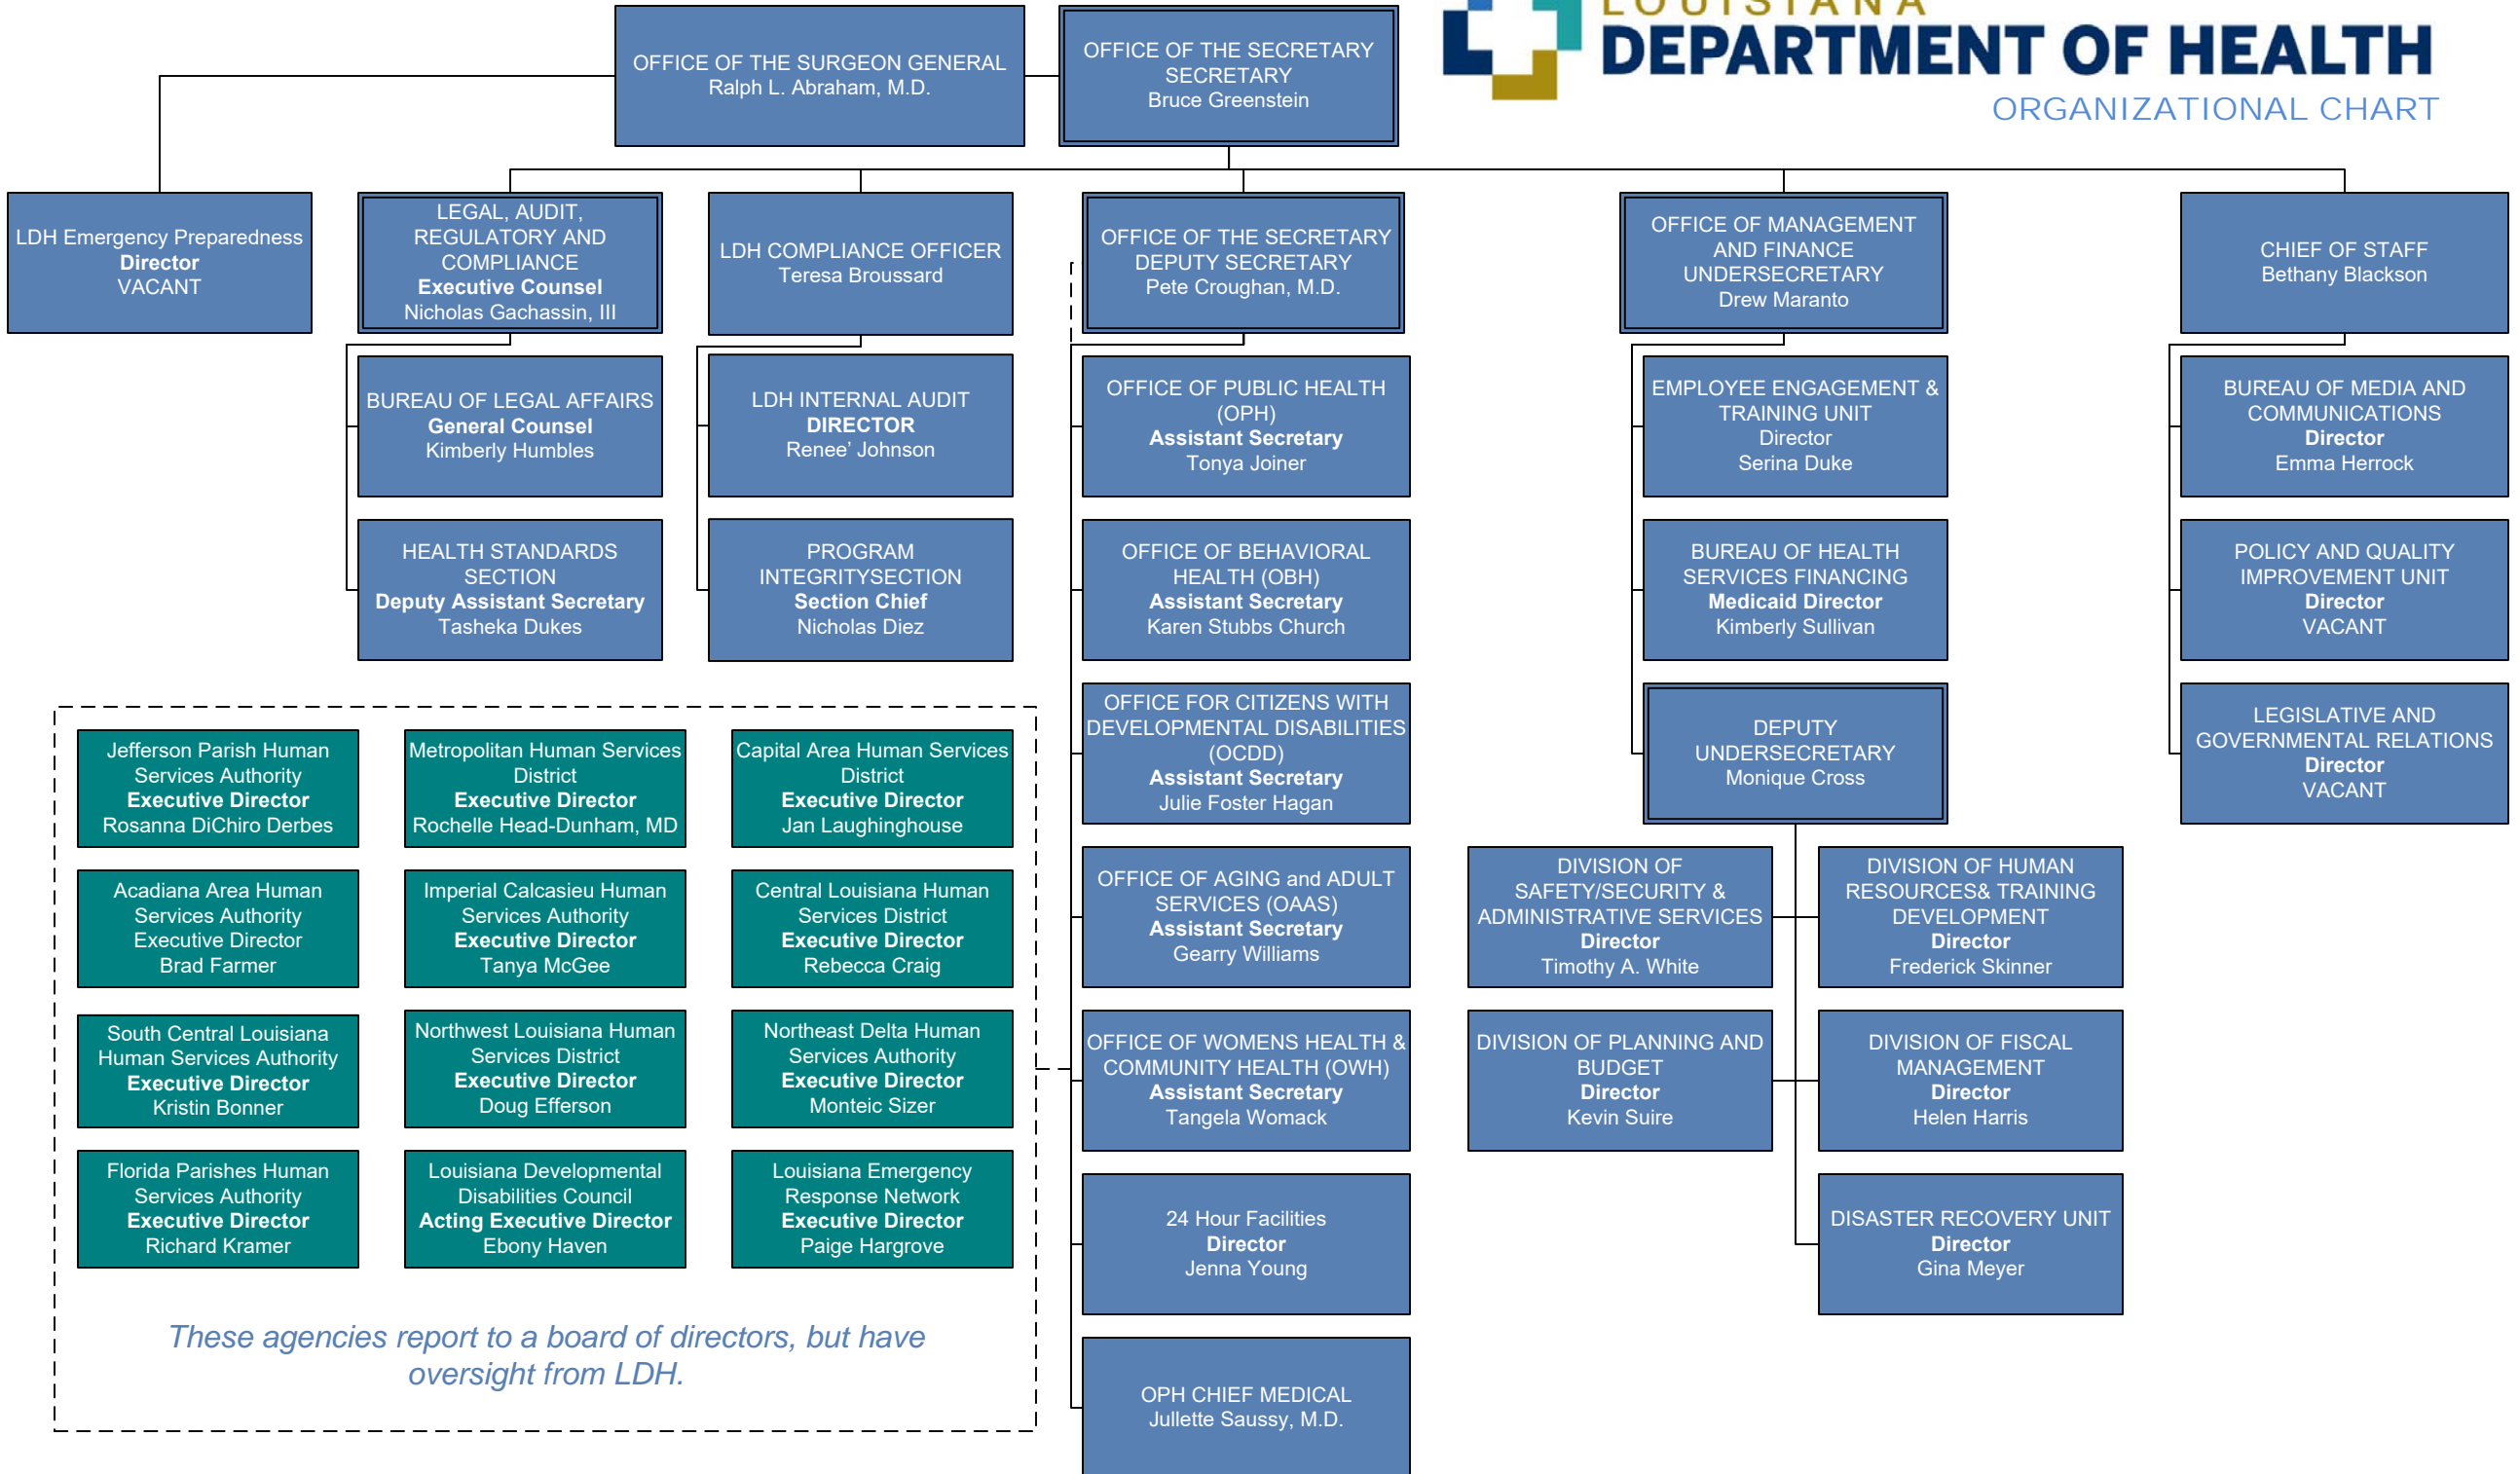 LOUISIANA
DEPARTMENT OF HEALTH
ORGANIZATIONAL CHART
OFFICE OF THE SURGEON GENERAL
Ralph L. Abraham, M.D.
OFFICE OF THE SECRETARY
SECRETARY
Bruce Greenstein
LDH Emergency Preparedness
Director
VACANT
LEGAL, AUDIT,
REGULATORY AND
COMPLIANCE
Executive Counsel
Nicholas Gachassin, III
LDH COMPLIANCE OFFICER
Teresa Broussard
OFFICE OF THE SECRETARY
DEPUTY SECRETARY
Pete Croughan, M.D.
OFFICE OF MANAGEMENT
AND FINANCE
UNDERSECRETARY
Drew Maranto
CHIEF OF STAFF
Bethany Blackson
BUREAU OF LEGAL AFFAIRS
General Counsel
Kimberly Humbles
LDH INTERNAL AUDIT
DIRECTOR
Renee’ Johnson
OFFICE OF PUBLIC HEALTH
(OPH)
Assistant Secretary
Tonya Joiner
EMPLOYEE ENGAGEMENT &
TRAINING UNIT
Director
Serina Duke
BUREAU OF MEDIA AND
COMMUNICATIONS
Director
Emma Herrock
HEALTH STANDARDS
SECTION
Deputy Assistant Secretary
Tasheka Dukes
PROGRAM
INTEGRITYSECTION
Section Chief
Nicholas Diez
OFFICE OF BEHAVIORAL
HEALTH (OBH)
Assistant Secretary
Karen Stubbs Church
BUREAU OF HEALTH
SERVICES FINANCING
Medicaid Director
Kimberly Sullivan
POLICY AND QUALITY
IMPROVEMENT UNIT
Director
VACANT
OFFICE FOR CITIZENS WITH
DEVELOPMENTAL DISABILITIES
(OCDD)
Assistant Secretary
Julie Foster Hagan
DEPUTY
UNDERSECRETARY
Monique Cross
LEGISLATIVE AND
GOVERNMENTAL RELATIONS
Director
VACANT
Jefferson Parish Human
Services Authority
Executive Director
Rosanna DiChiro Derbes
Metropolitan Human Services
District
Executive Director
Rochelle Head-Dunham, MD
Capital Area Human Services
District
Executive Director
Jan Laughinghouse
OFFICE OF AGING and ADULT
SERVICES (OAAS)
Assistant Secretary
Gearry Williams
DIVISION OF
SAFETY/SECURITY &
ADMINISTRATIVE SERVICES
Director
Timothy A. White
DIVISION OF HUMAN
RESOURCES& TRAINING
DEVELOPMENT
Director
Frederick Skinner
Acadiana Area Human
Services Authority
Executive Director
Brad Farmer
Imperial Calcasieu Human
Services Authority
Executive Director
Tanya McGee
Central Louisiana Human
Services District
Executive Director
Rebecca Craig
OFFICE OF WOMENS HEALTH &
COMMUNITY HEALTH (OWH)
Assistant Secretary
Tangela Womack
DIVISION OF PLANNING AND
BUDGET
Director
Kevin Suire
DIVISION OF FISCAL
MANAGEMENT
Director
Helen Harris
South Central Louisiana
Human Services Authority
Executive Director
Kristin Bonner
Northwest Louisiana Human
Services District
Executive Director
Doug Efferson
Northeast Delta Human
Services Authority
Executive Director
Monteic Sizer
24 Hour Facilities
Director
Jenna Young
DISASTER RECOVERY UNIT
Director
Gina Meyer
Florida Parishes Human
Services Authority
Executive Director
Richard Kramer
Louisiana Developmental
Disabilities Council
Acting Executive Director
Ebony Haven
Louisiana Emergency
Response Network
Executive Director
Paige Hargrove
These agencies report to a board of directors, but have
oversight from LDH.
OPH CHIEF MEDICAL
Jullette Saussy, M.D.